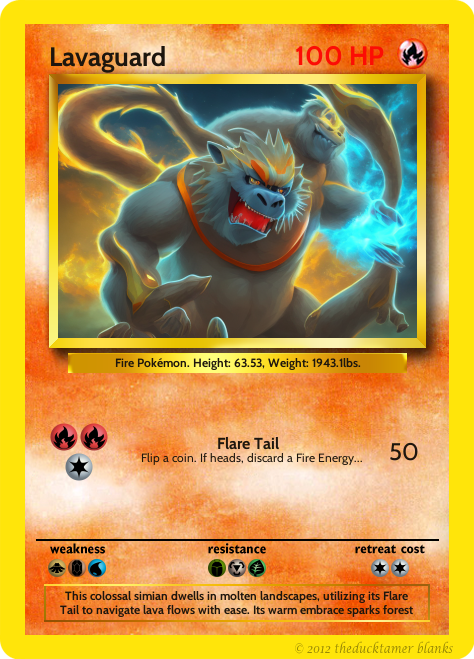 Lavaguard 100 HP
Fire Pokémon. Height: 63.53, Weight: 1943.1lbs.
Flare Tail
Flip a coin. If heads, discard a Fire Energy...
50
weakness resistance retreat cost
This colossal simian dwells in molten landscapes, utilizing its Flare
Tail to navigate lava flows with ease. Its warm embrace sparks forest
© 2012 theducktamer blanks